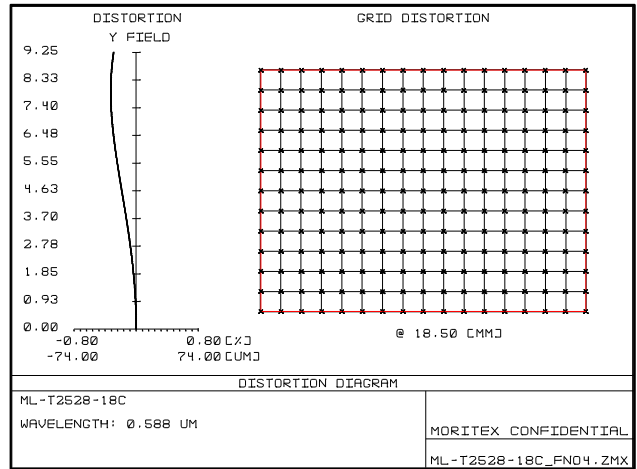 DISTORTION
Y FIELD
9.25
8.33
7.40
6.48
5.55
4.63
3.70
2.78
1.85
0.93
0.00
-0.80 0.80[%]
-74.00 74.00[UM]
GRID DISTORTION
@ 18.50 [MM]
DISTORTION DIAGRAM
ML-T2528-18C
WAVELENGTH: 0.588 UM
MORITEX CONFIDENTIAL
ML-T2528-18C_FNO4.ZMX